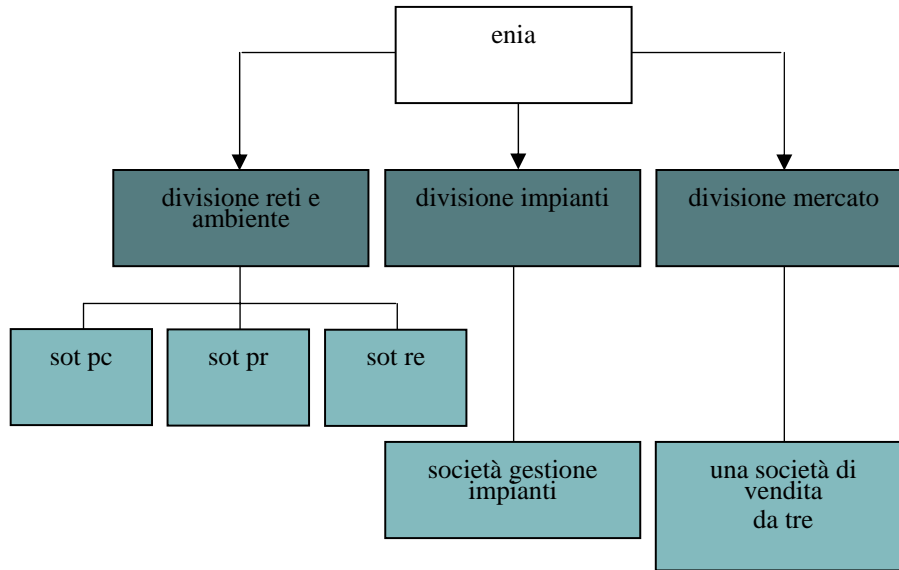 enia
divisione reti e
ambiente
divisione impianti
divisione mercato
sot pc
sot pr
sot re
società gestione
impianti
una società di
vendita
da tre